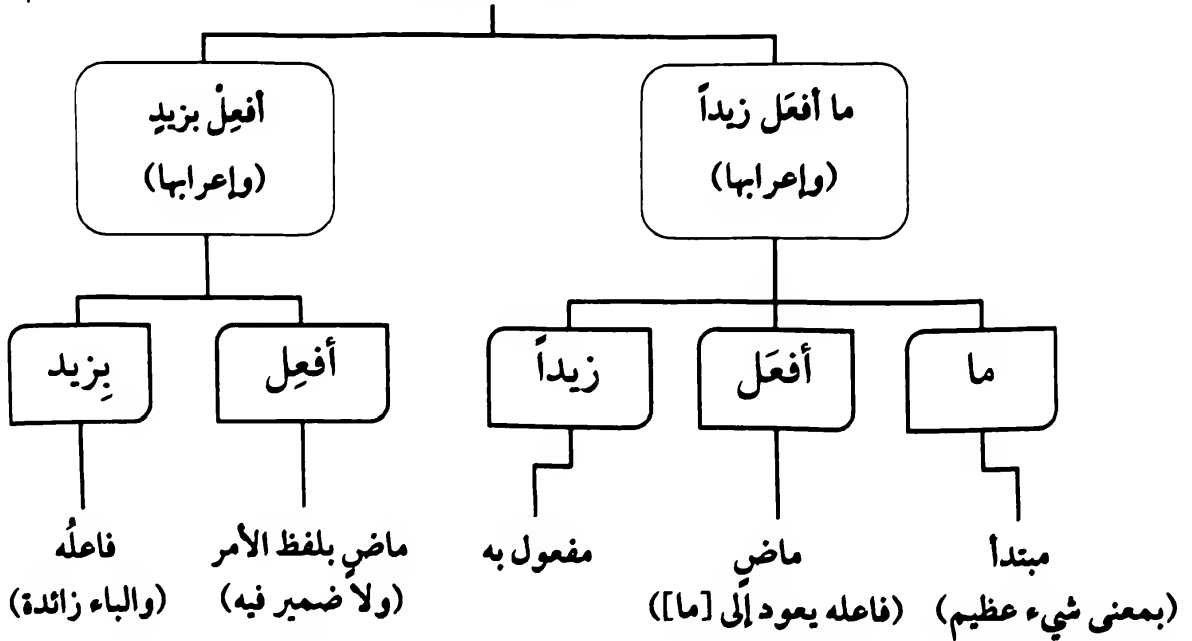 ما أفعَل زيداً
(وإعرابها)
أفعِلْ بزيدٍ
(وإعرابها)
ما
أفعَل
زيداً
أفعِل
بِزيد
مبتدأ
(بمعنى شيء عظيم)
ماضٍ
(فاعله يعود إلى [ما])
مفعول به
ماضٍ بلفظ الأمر
(ولا ضمير فيه)
فاعلُه
(والباء زائدة)